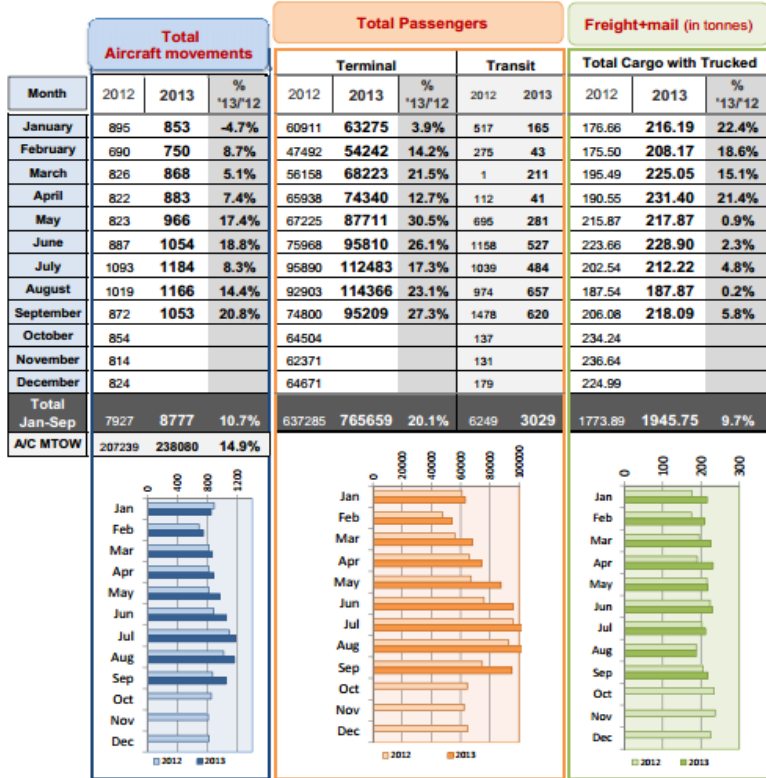 Total
Aircraft movements
Total Passengers
Freight+mail (in tonnes)
Terminal Transit Total Cargo with Trucked
Month 2012 2013 % '13/'12 2012 2013 % '13/'12 2012 2013 2012 2013 % '13/'12
January 895 853 -4.7% 60911 63275 3.9% 517 165 176.66 216.19 22.4%
February 690 750 8.7% 47492 54242 14.2% 275 43 175.50 208.17 18.6%
March 826 868 5.1% 56158 68223 21.5% 1 211 195.49 225.05 15.1%
April 822 883 7.4% 65938 74340 12.7% 112 41 190.55 231.40 21.4%
May 823 966 17.4% 67225 87711 30.5% 695 281 215.87 217.87 0.9%
June 887 1054 18.8% 75968 95810 26.1% 1158 527 223.66 228.90 2.3%
July 1093 1184 8.3% 95890 112483 17.3% 1039 484 202.54 212.22 4.8%
August 1019 1166 14.4% 92903 114366 23.1% 974 657 187.54 187.87 0.2%
September 872 1053 20.8% 74800 95209 27.3% 1478 620 206.08 218.09 5.8%
October 854 64504 137 234.24
November 814 62371 131 236.64
December 824 64671 179 224.99
Total
Jan-Sep 7927 8777 10.7% 637285 765659 20.1% 6249 3029 1773.89 1945.75 9.7%
A/C MTOW 207239 238080 14.9%
0 400 800 1200
Jan
Feb
Mar
Apr
May
Jun
Jul
Aug
Sep
Oct
Nov
Dec
2012 2013
0 20000 40000 60000 80000 100000
Jan
Feb
Mar
Apr
May
Jun
Jul
Aug
Sep
Oct
Nov
Dec
2012 2013
0 100 200 300
Jan
Feb
Mar
Apr
May
Jun
Jul
Aug
Sep
Oct
Nov
Dec
2012 2013